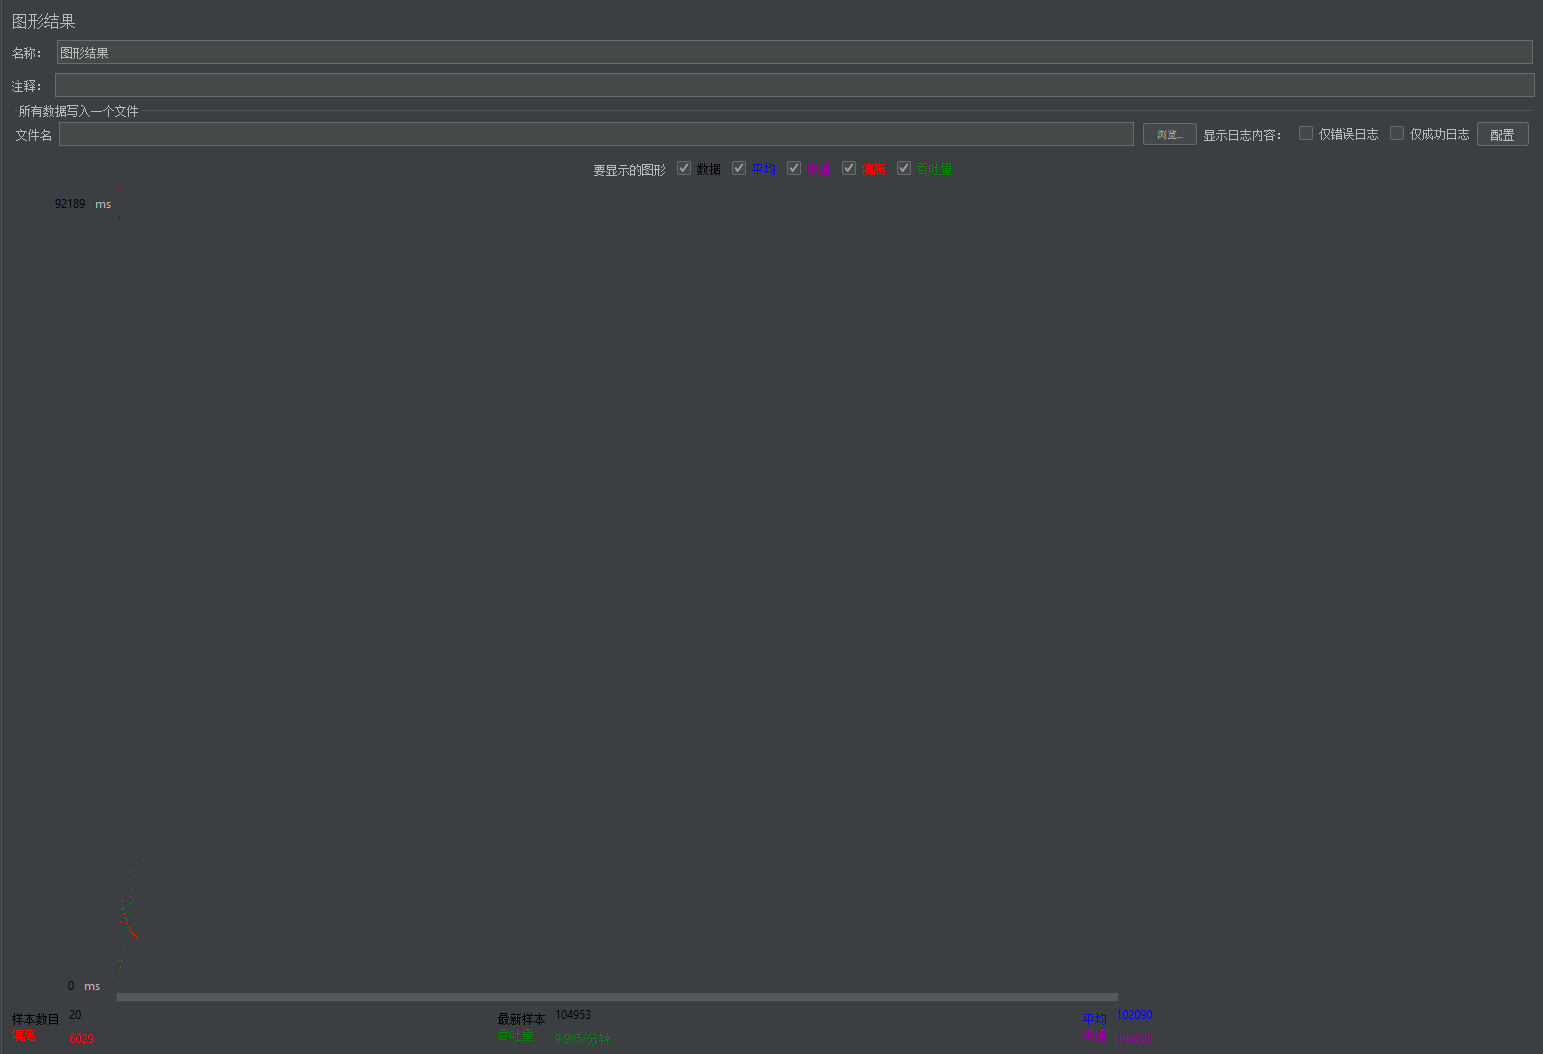 图形结果
名称: 图形结果
注释:
所有数据写入一个文件
文件名 浏览... 显示日志内容: 仅错误日志 仅成功日志 配置
要显示的图形 数据 平均 中值 偏离 吞吐量
92189 ms
0 ms
样本数目 20 最新样本 104953 平均 102090
偏离 6029 吞吐量 9.995/分钟 中值